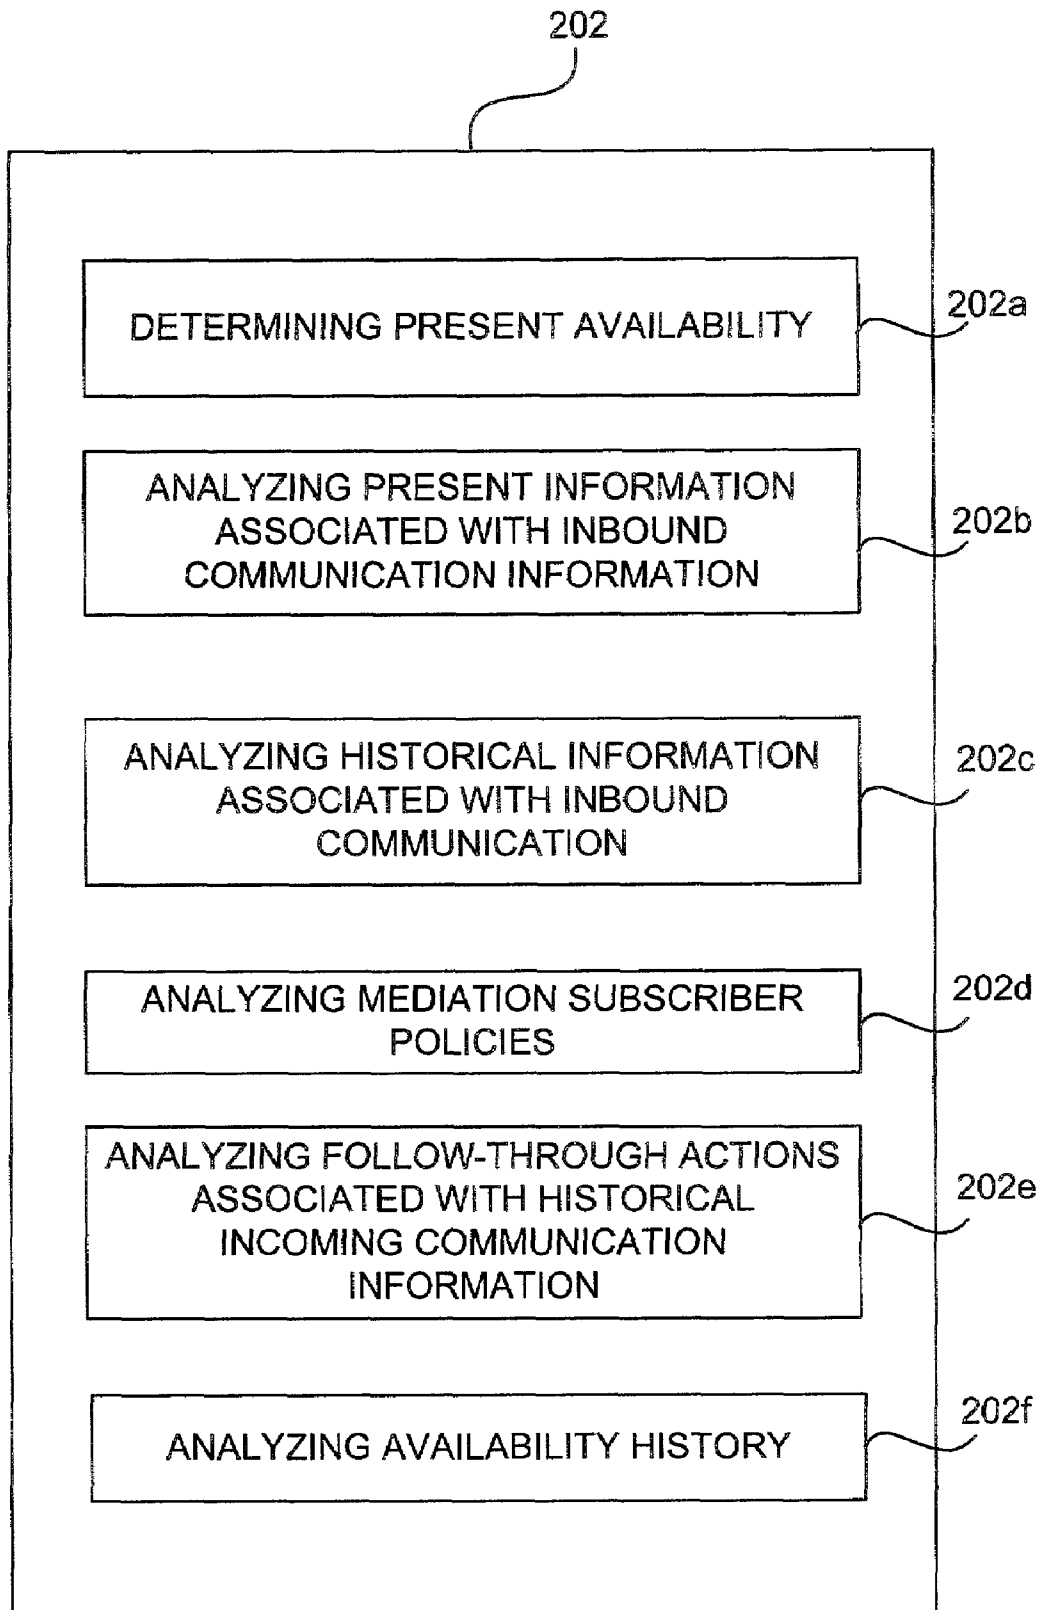 202
DETERMINING PRESENT AVAILABILITY
202a
ANALYZING PRESENT INFORMATION
ASSOCIATED WITH INBOUND
COMMUNICATION INFORMATION
202b
ANALYZING HISTORICAL INFORMATION
ASSOCIATED WITH INBOUND
COMMUNICATION
202c
ANALYZING MEDIATION SUBSCRIBER
POLICIES
202d
ANALYZING FOLLOW-THROUGH ACTIONS
ASSOCIATED WITH HISTORICAL
INCOMING COMMUNICATION
INFORMATION
202e
ANALYZING AVAILABILITY HISTORY
202f